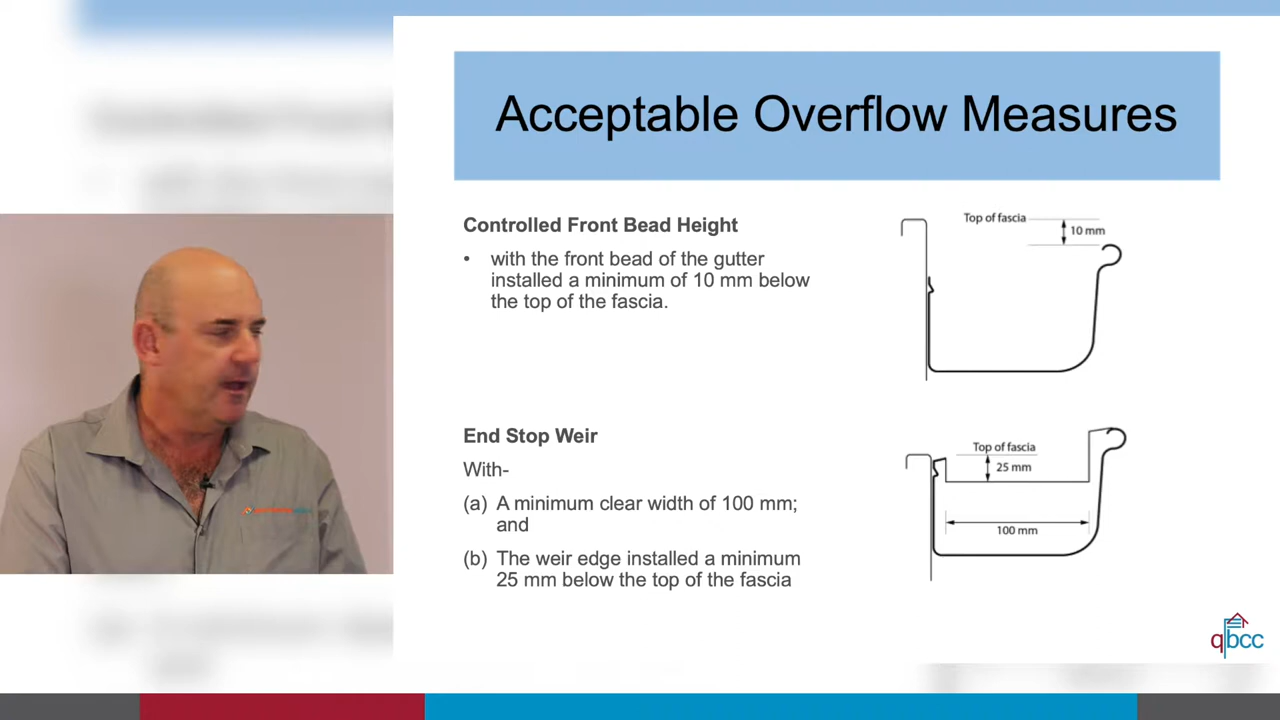 Acceptable Overflow Measures
Controlled Front Bead Height
• with the front bead of the gutter
installed a minimum of 10 mm below
the top of the fascia.
Top of fascia
10 mm
End Stop Weir
With-
(a) A minimum clear width of 100 mm;
and
(b) The weir edge installed a minimum
25 mm below the top of the fascia
Top of fascia
25 mm
100 mm
qbcc